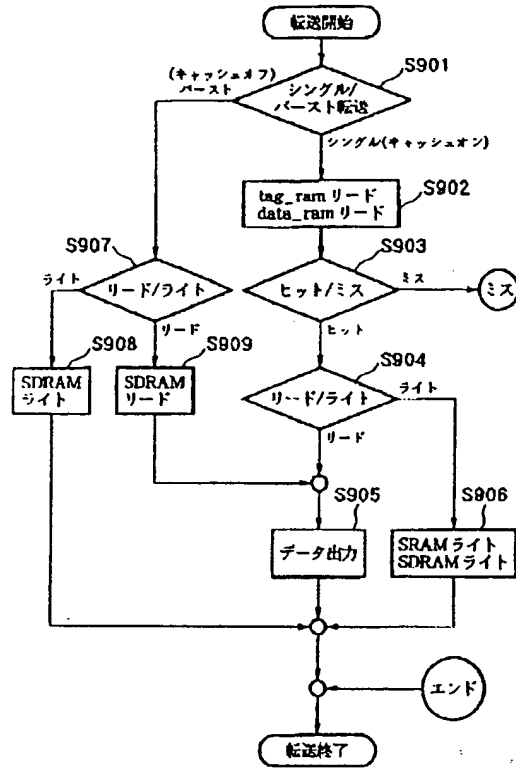 転送開始
S901
(キャッシュオフ)
バースト
シングル/
バースト転送
シングル(キャッシュオン)
S902
tag_ram リード
data_ram リード
S907
S903
ライト
リード/ライト
ヒット/ミス
ミス
ミス
リード
ヒット
S908
S909
S904
SDRAM
ライト
SDRAM
リード
リード/ライト
ライト
リード
S905
S906
データ出力
SRAMライト
SDRAMライト
エンド
転送終了